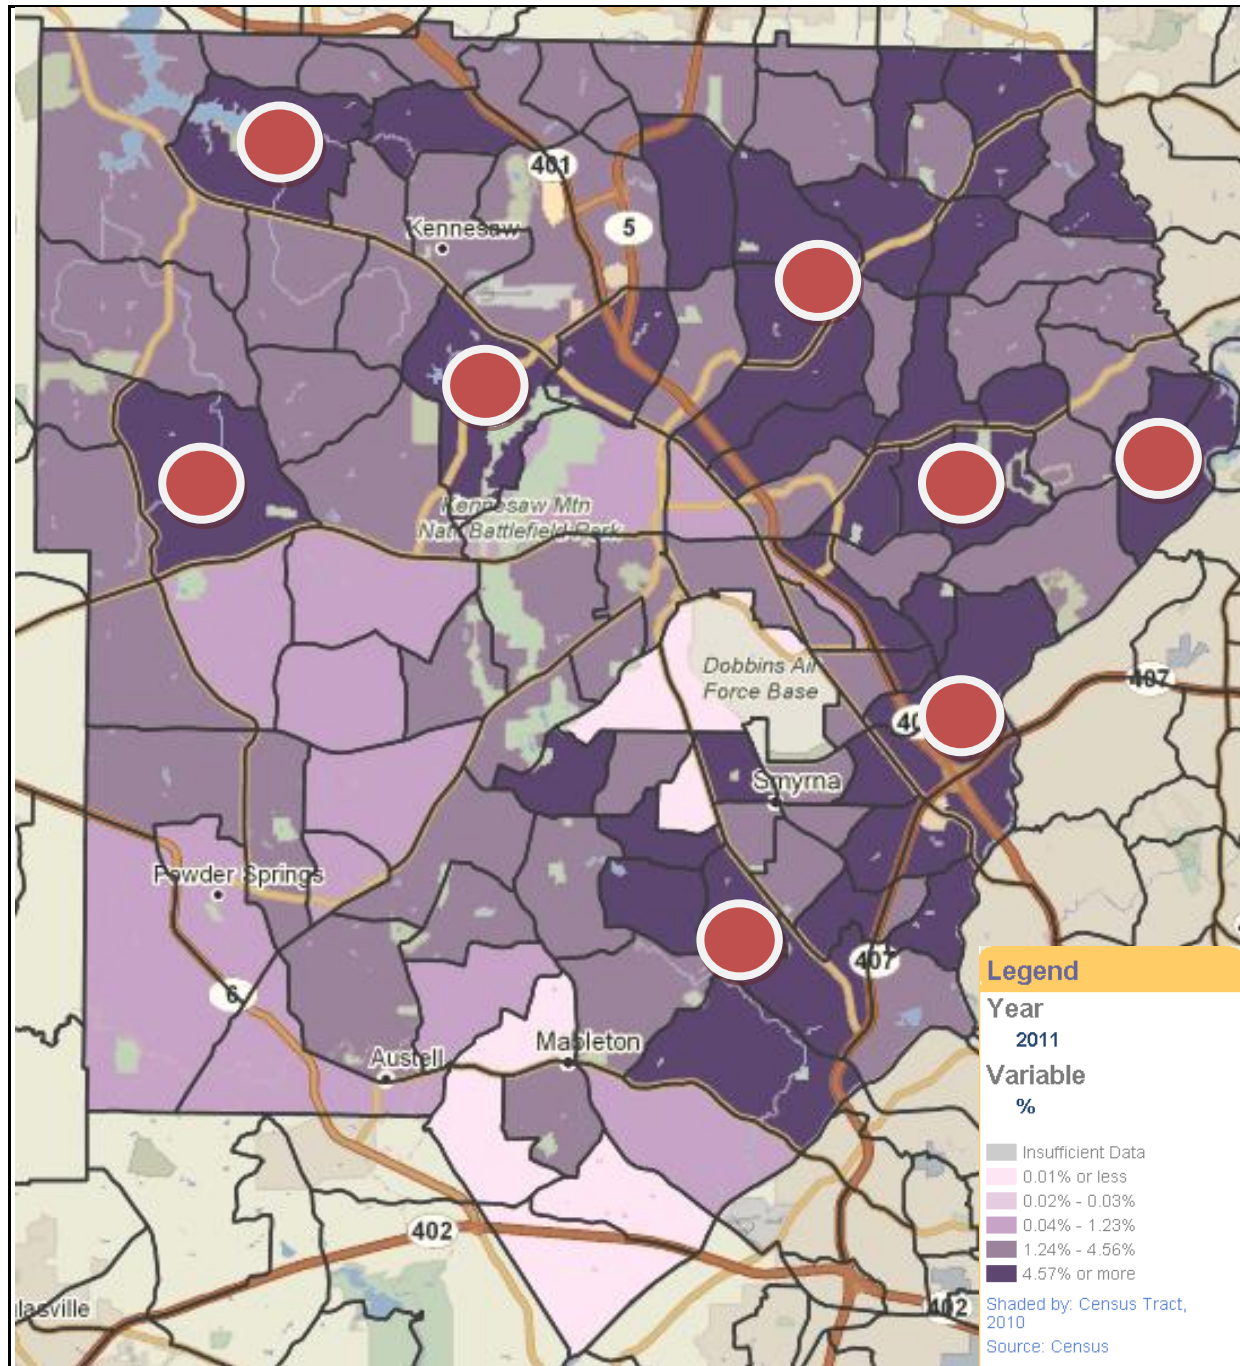 401
5
Kennesaw
Kennesaw Mtn
Natl Battlefield Park
Dobbins Air
Force Base
407
Smyrna
Powder Springs
407
6
Mableton
Austell
402
402
lasville
Legend
Year
2011
Variable
%
Insufficient Data
0.01% or less
0.02% - 0.03%
0.04% - 1.23%
1.24% - 4.56%
4.57% or more
Shaded by: Census Tract,
2010
Source: Census